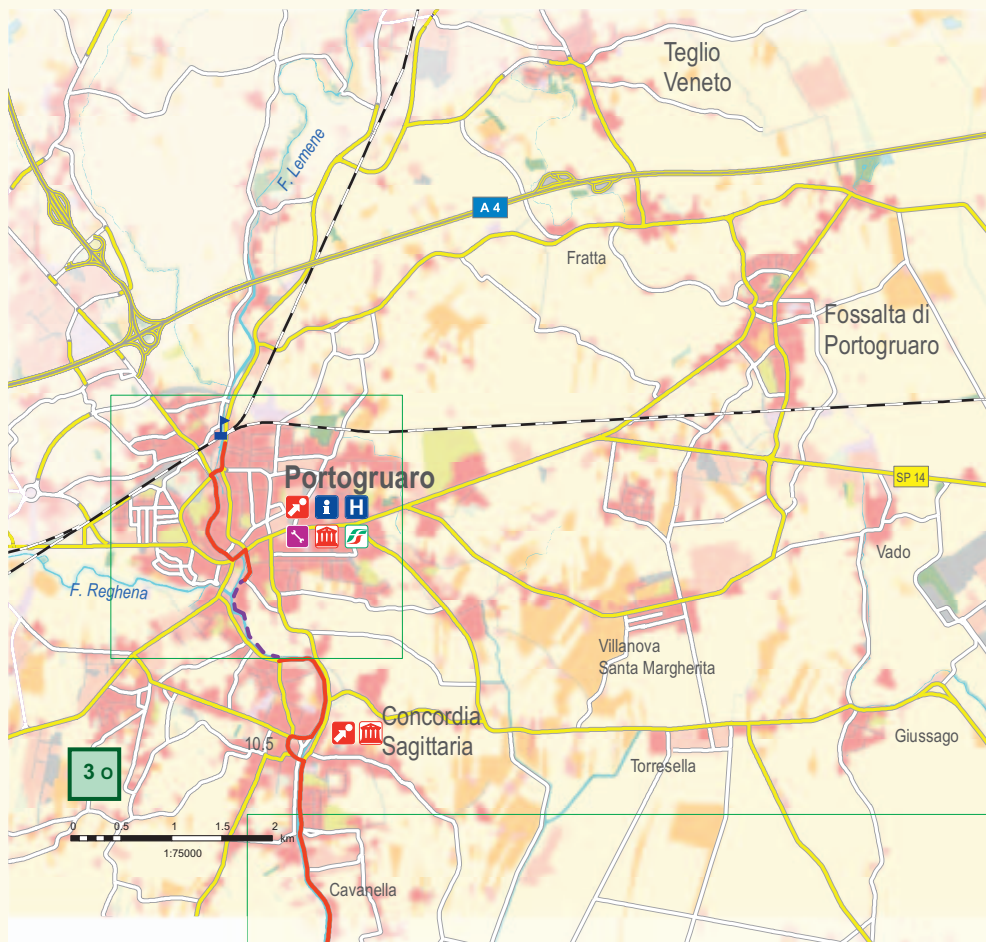 Teglio
Veneto
F. Lemene
A 4
Fratta
Fossalta di
Portogruaro
Portogruaro
i H
SP 14
Vado
F. Reghena
Villanova
Santa Margherita
Concordia
Sagittaria
10.5
Giussago
Torresella
3 O
0 0.5 1 1.5 2
km
1:75000
Cavanella